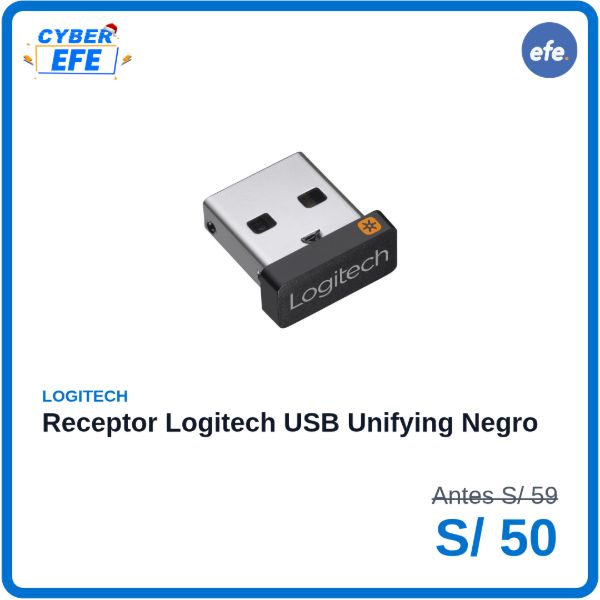 CYBER
EFE
efe.
Logitech
LOGITECH
Receptor Logitech USB Unifying Negro
Antes S/ 59
S/ 50